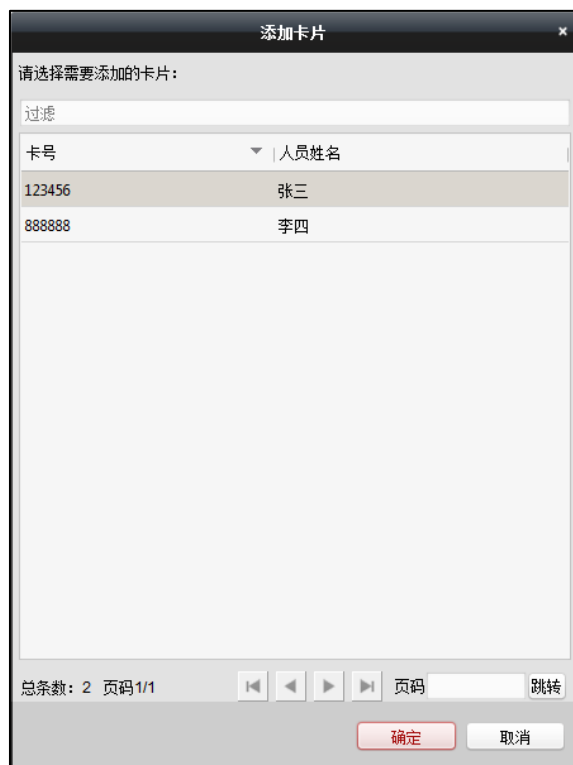 添加卡片
请选择需要添加的卡片：
过滤
卡号 人员姓名
123456 张三
888888 李四
总条数：2 页码1/1 页码 跳转
确定 取消